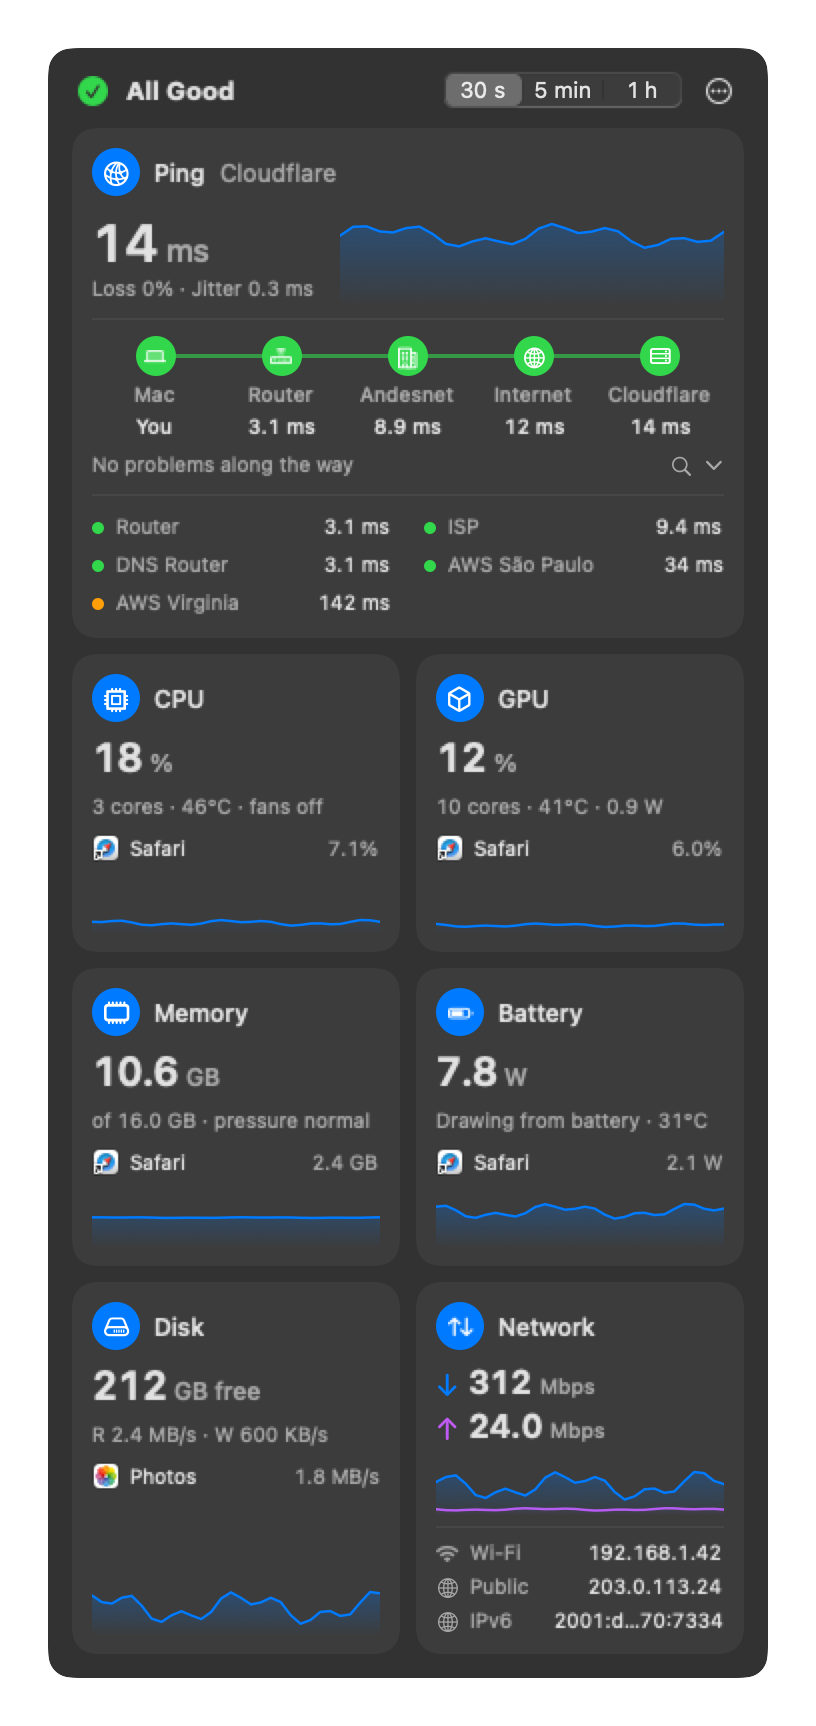 All Good
30 s 5 min 1 h
Ping Cloudflare
14 ms
Loss 0% · Jitter 0.3 ms
Mac Router Andesnet Internet Cloudflare
You 3.1 ms 8.9 ms 12 ms 14 ms
No problems along the way
Router 3.1 ms ISP 9.4 ms
DNS Router 3.1 ms AWS São Paulo 34 ms
AWS Virginia 142 ms
CPU
18 %
3 cores · 46°C · fans off
Safari 7.1%
GPU
12 %
10 cores · 41°C · 0.9 W
Safari 6.0%
Memory
10.6 GB
of 16.0 GB · pressure normal
Safari 2.4 GB
Battery
7.8 W
Drawing from battery · 31°C
Safari 2.1 W
Disk
212 GB free
R 2.4 MB/s · W 600 KB/s
Photos 1.8 MB/s
Network
↓ 312 Mbps
↑ 24.0 Mbps
Wi-Fi 192.168.1.42
Public 203.0.113.24
IPv6 2001:d...70:7334